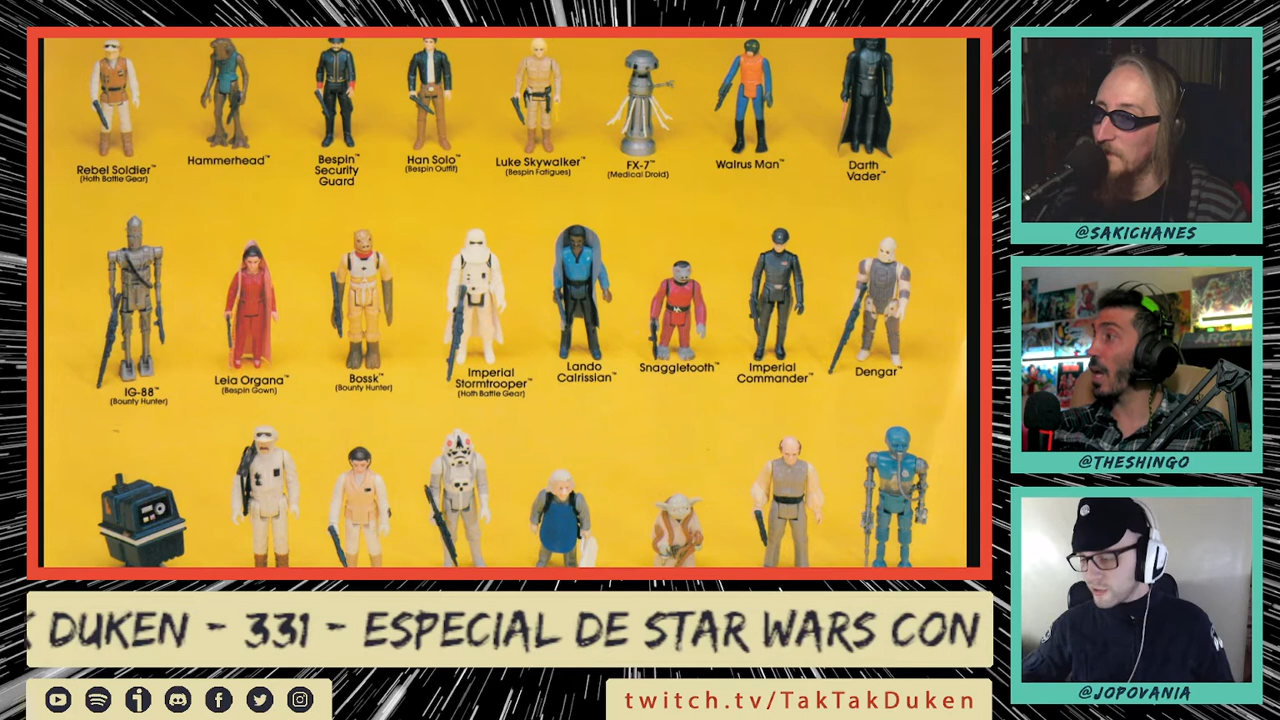 Rebel Soldier™
(Hoth Battle Gear)
Hammerhead™
Bespin™
Security
Guard
Han Solo™
(Bespin Outfit)
Luke Skywalker™
(Bespin Fatigues)
FX-7™
(Medical Droid)
Walrus Man™
Darth
Vader™
IG-88™
(Bounty Hunter)
Leia Organa™
(Bespin Gown)
Bossk™
(Bounty Hunter)
Imperial
Stormtrooper™
(Hoth Battle Gear)
Lando
Calrissian™
Snaggletooth™
Imperial
Commander™
Dengar™
@SAKICHANES
@THESHINGO
@JOPOVANIA
DUKEN - 331 - ESPECIAL DE STAR WARS CON
twitch.tv/TakTakDuken